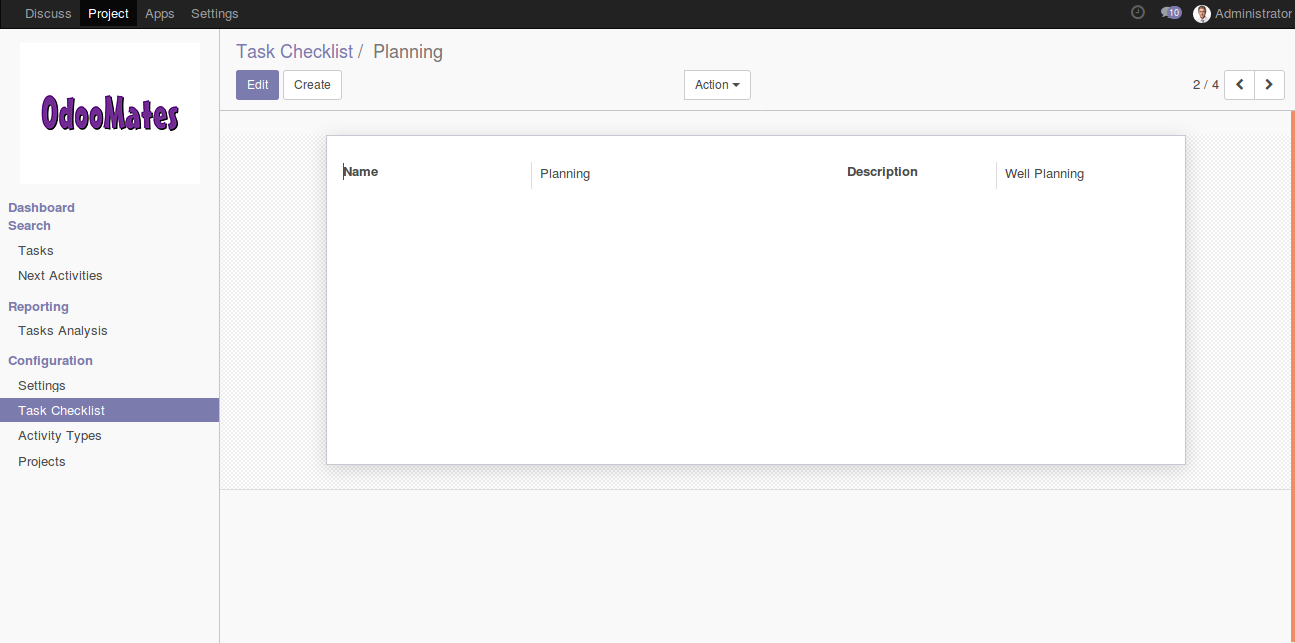 Discuss Project Apps Settings 10 Administrator
OdooMates
Dashboard
Search
Tasks
Next Activities
Reporting
Tasks Analysis
Configuration
Settings
Task Checklist
Activity Types
Projects
Task Checklist / Planning
Edit Create Action 2 / 4
Name Planning Description Well Planning